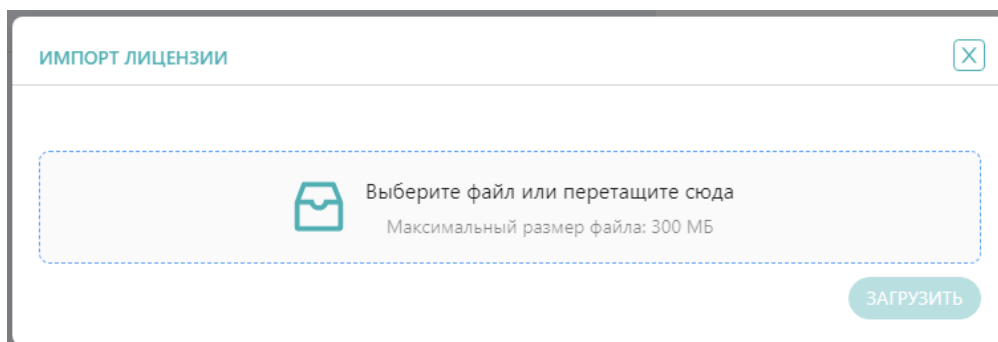 ИМПОРТ ЛИЦЕНЗИИ
Выберите файл или перетащите сюда
Максимальный размер файла: 300 МБ
ЗАГРУЗИТЬ